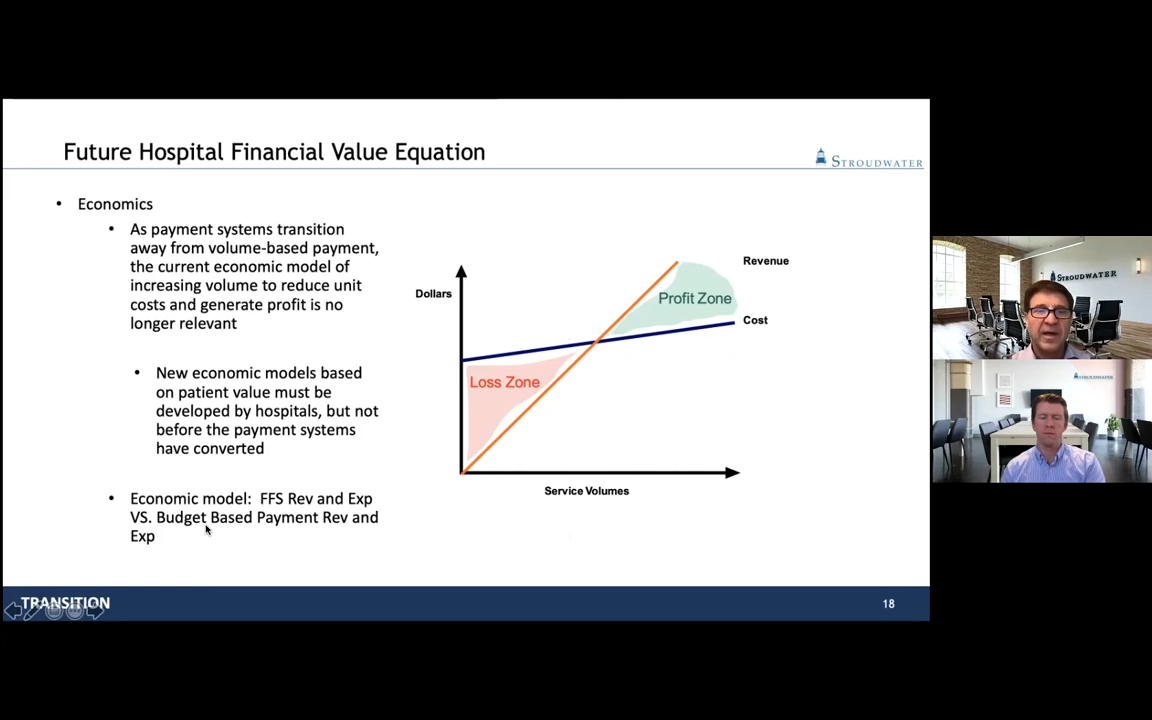 Future Hospital Financial Value Equation
STROUDWATER
• Economics
• As payment systems transition
away from volume-based payment,
the current economic model of
increasing volume to reduce unit
costs and generate profit is no
longer relevant
• New economic models based
on patient value must be
developed by hospitals, but not
before the payment systems
have converted
• Economic model: FFS Rev and Exp
VS. Budget Based Payment Rev and
Exp
Revenue
Dollars
Profit Zone
Cost
Loss Zone
Service Volumes
TRANSITION
18
STROUDWATER
STROUDWATER